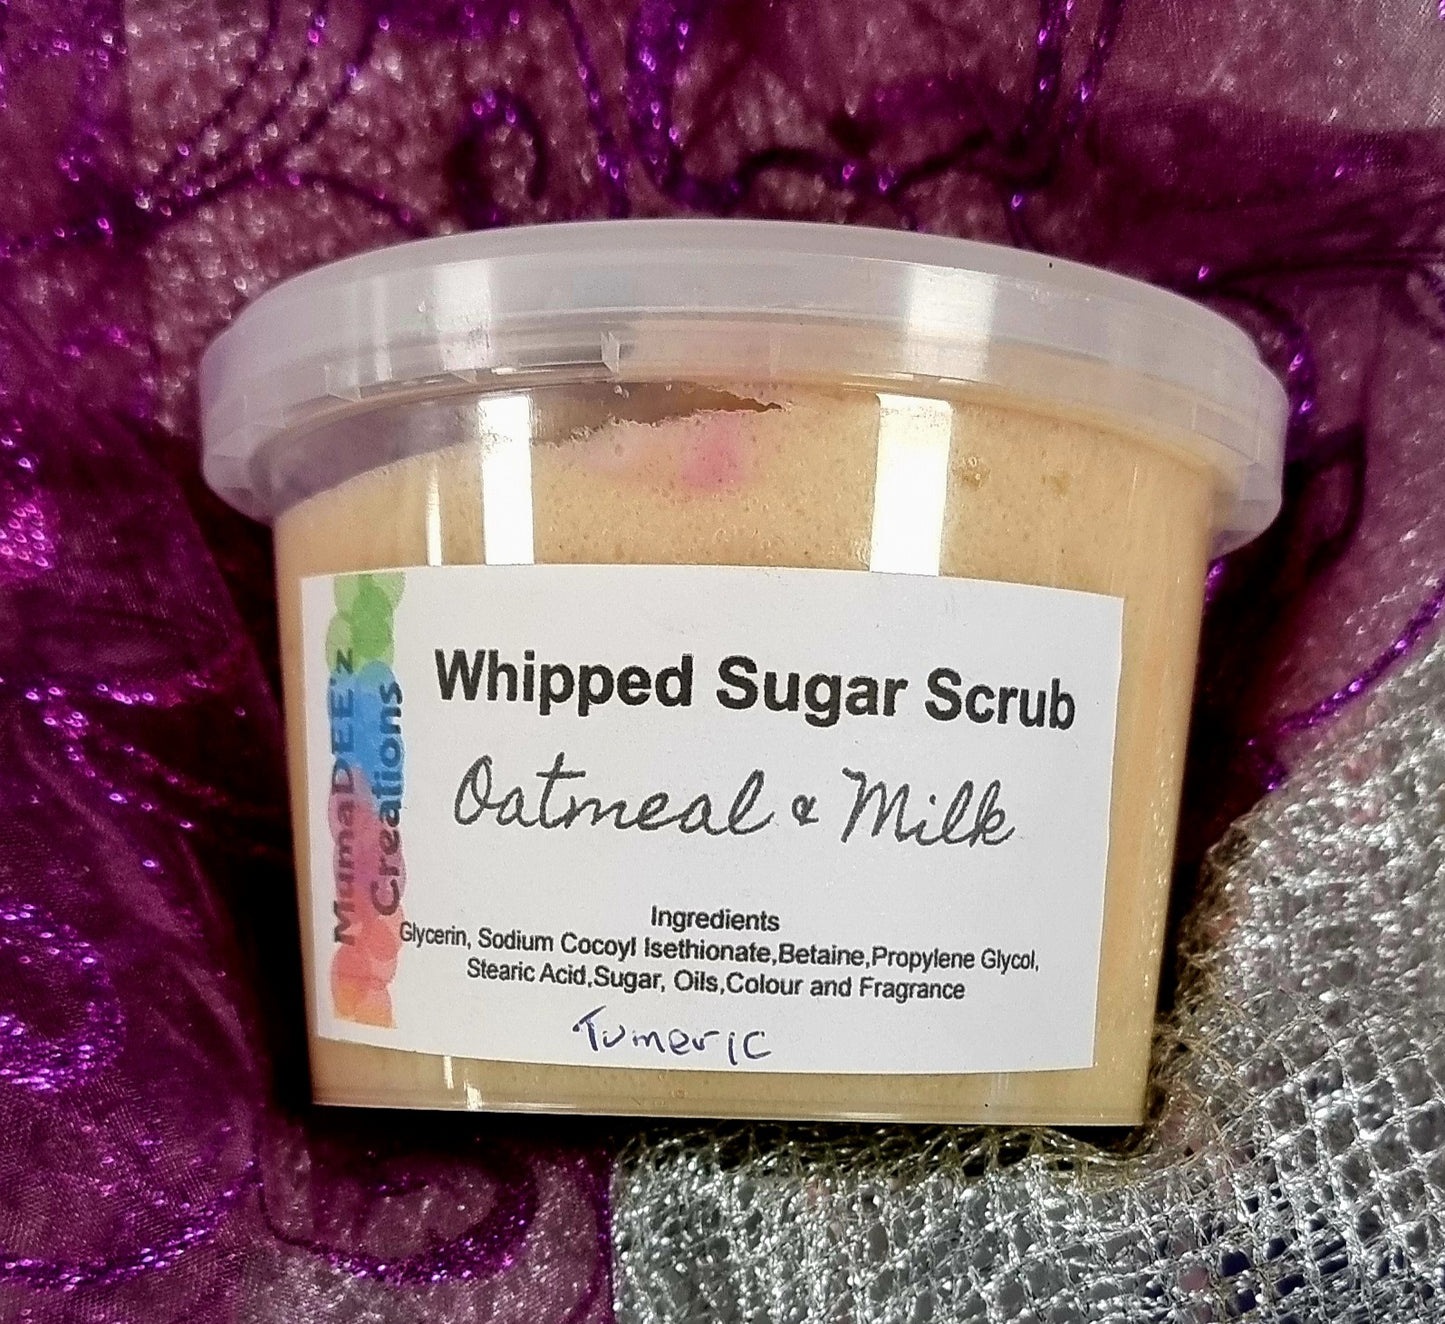 MamaDEE'z
Creations
Whipped Sugar Scrub
Oatmeal & Milk
Ingredients
Glycerin, Sodium Cocoyl Isethionate,Betaine,Propylene Glycol,
Stearic Acid,Sugar, Oils,Colour and Fragrance
Tumeric